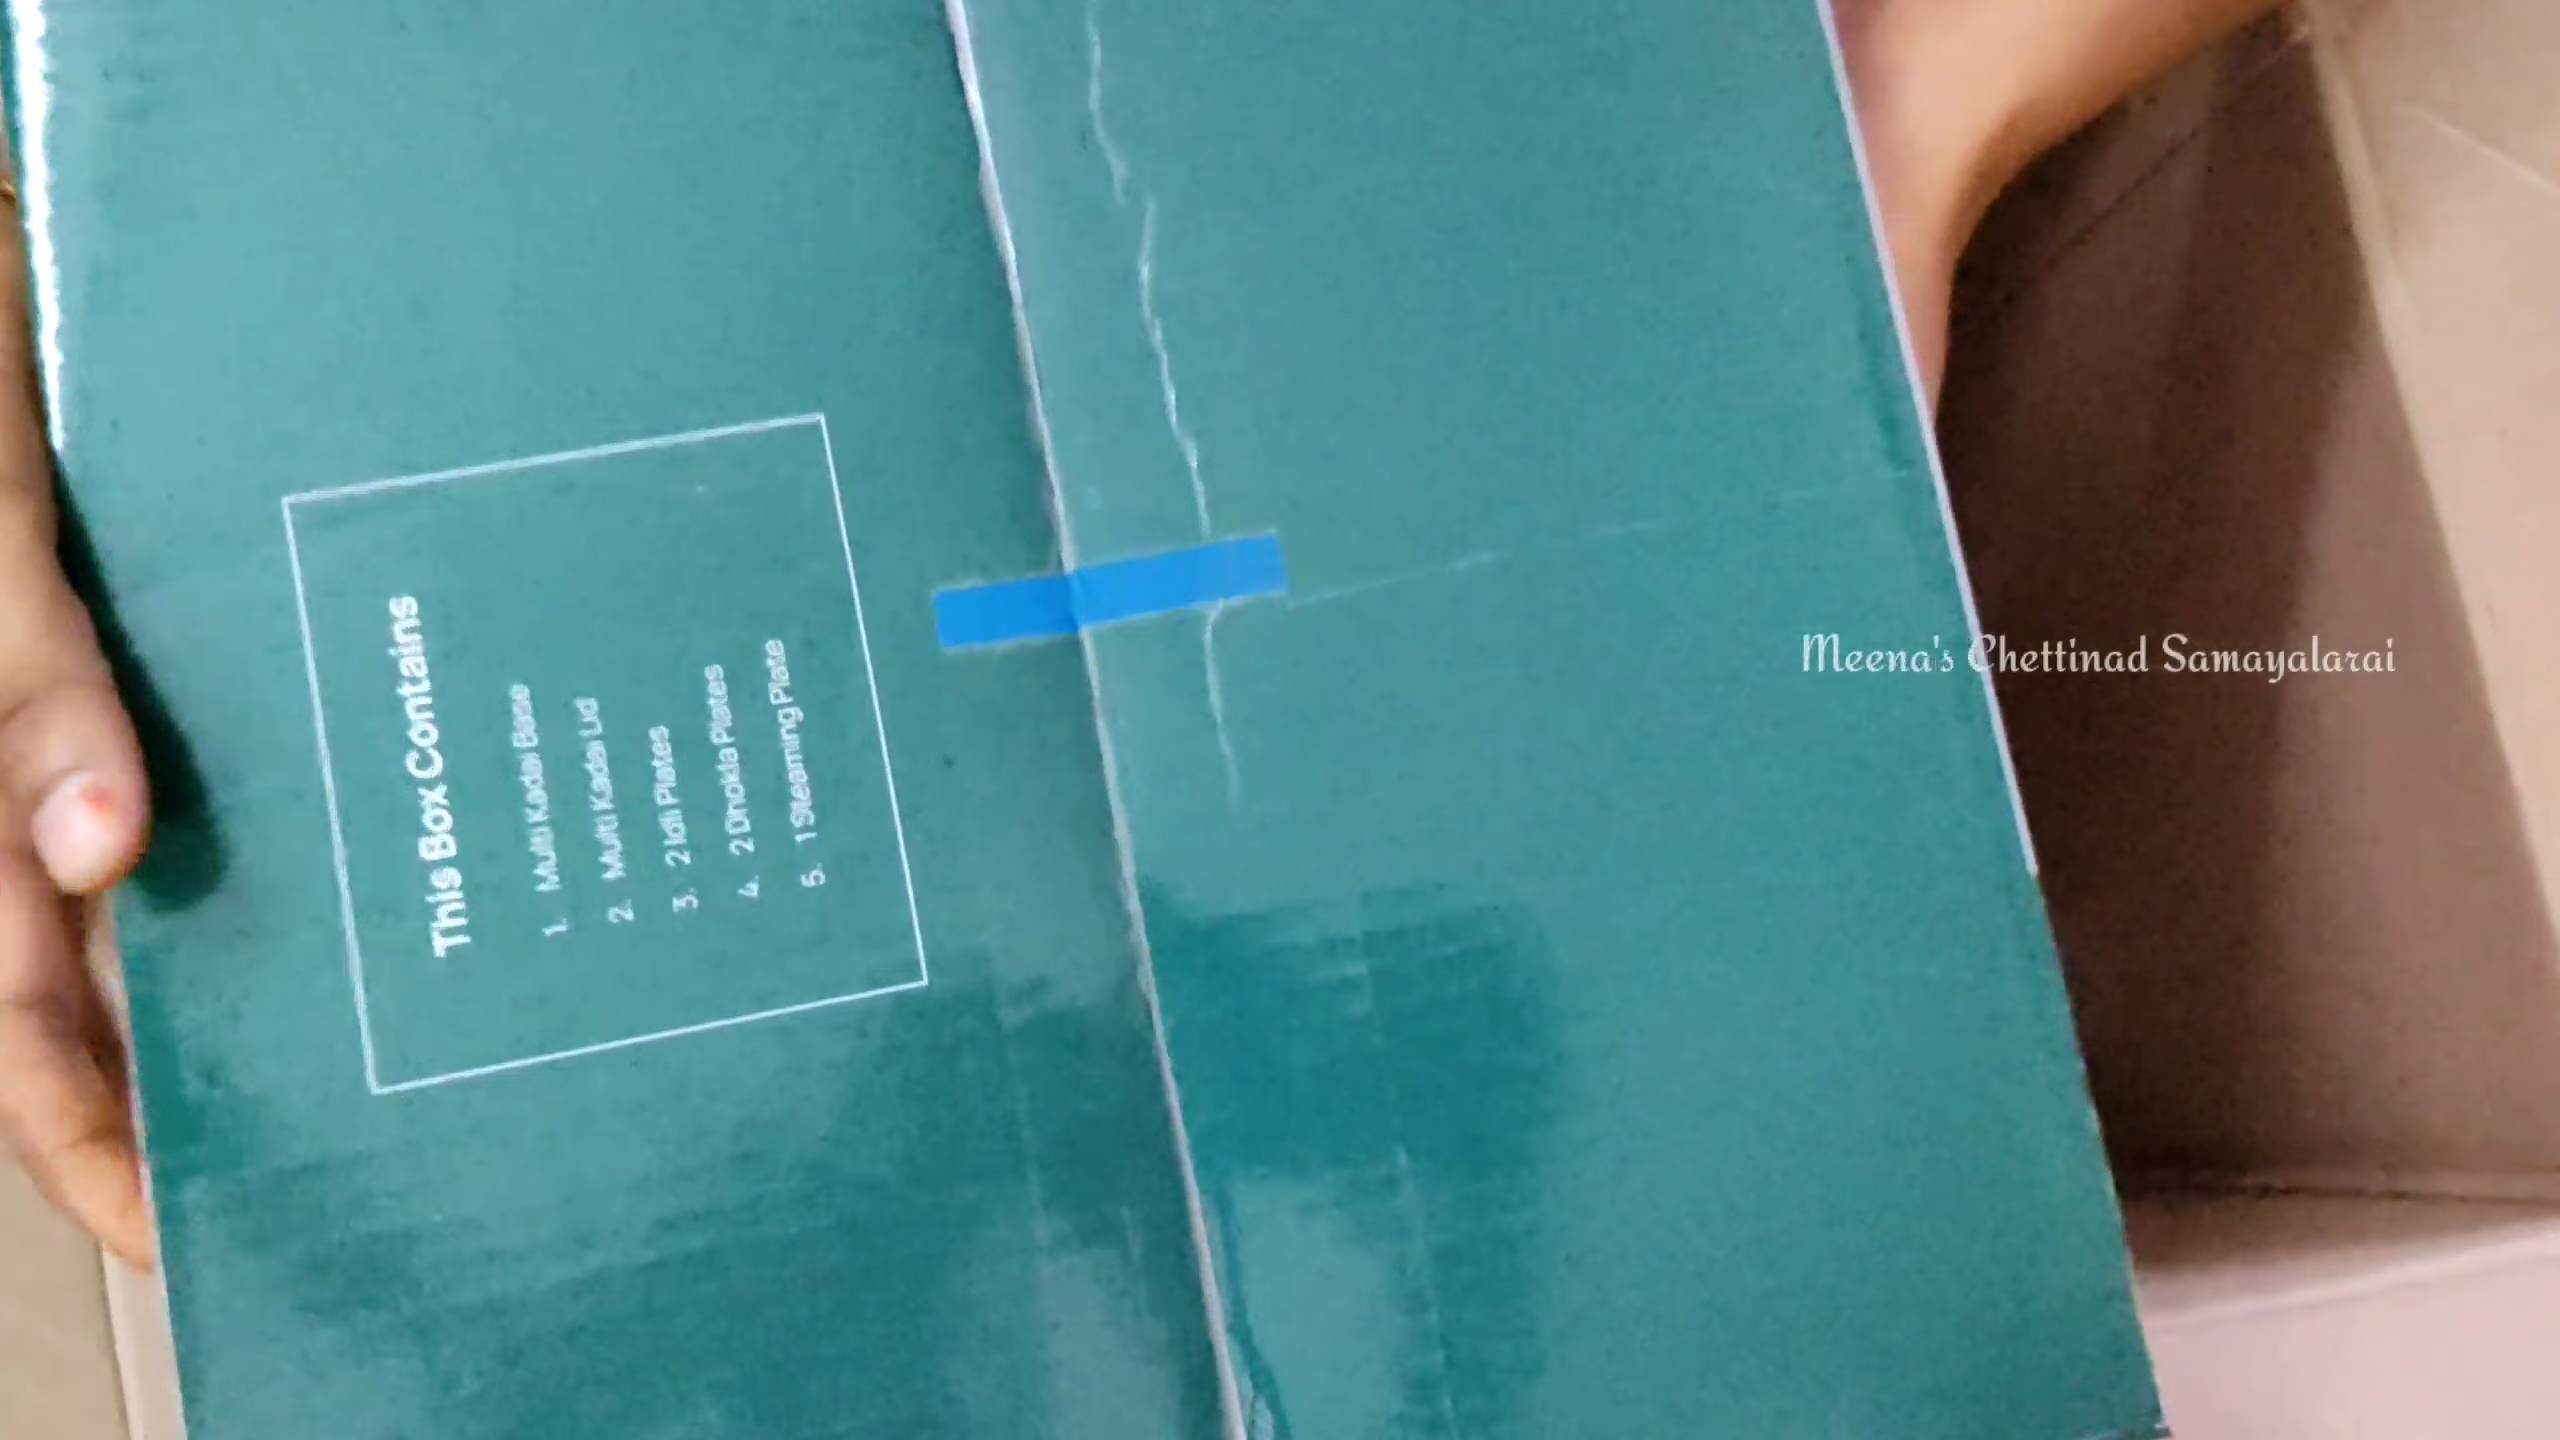 This Box Contains
1. Multi Kadai Base
2. Multi Kadai Lid
3. 2 Idli Plates
4. 2 Dhokla Plates
5. 1 Steaming Plate
Meena's Chettinad Samayalarai